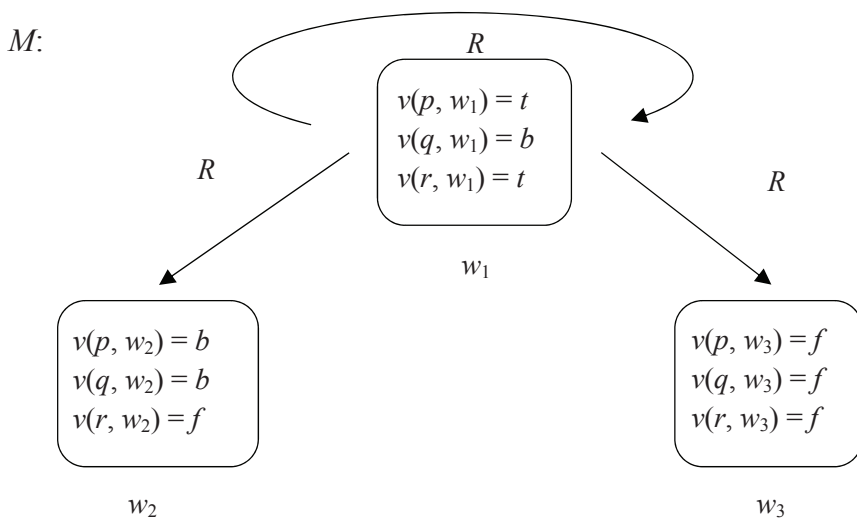 R
M:
v(p, w₁) = t
v(q, w₁) = b
v(r, w₁) = t
R
R
w₁
v(p, w₂) = b
v(q, w₂) = b
v(r, w₂) = f
v(p, w₃) = f
v(q, w₃) = f
v(r, w₃) = f
w₂
w₃